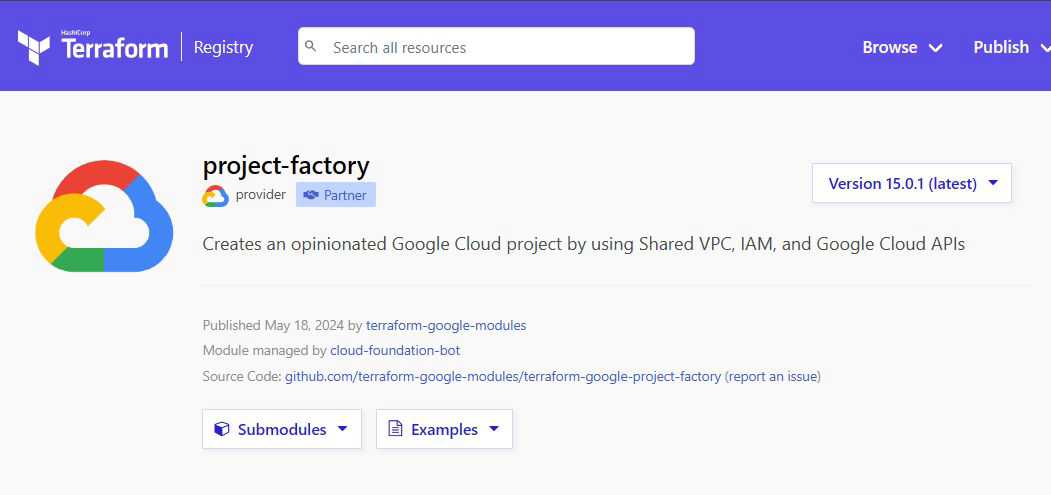 HashiCorp
Terraform
Registry
Search all resources
Browse
Publish
project-factory
provider
Partner
Version 15.0.1 (latest)
Creates an opinionated Google Cloud project by using Shared VPC, IAM, and Google Cloud APIs
Published May 18, 2024 by terraform-google-modules
Module managed by cloud-foundation-bot
Source Code: github.com/terraform-google-modules/terraform-google-project-factory (report an issue)
Submodules
Examples